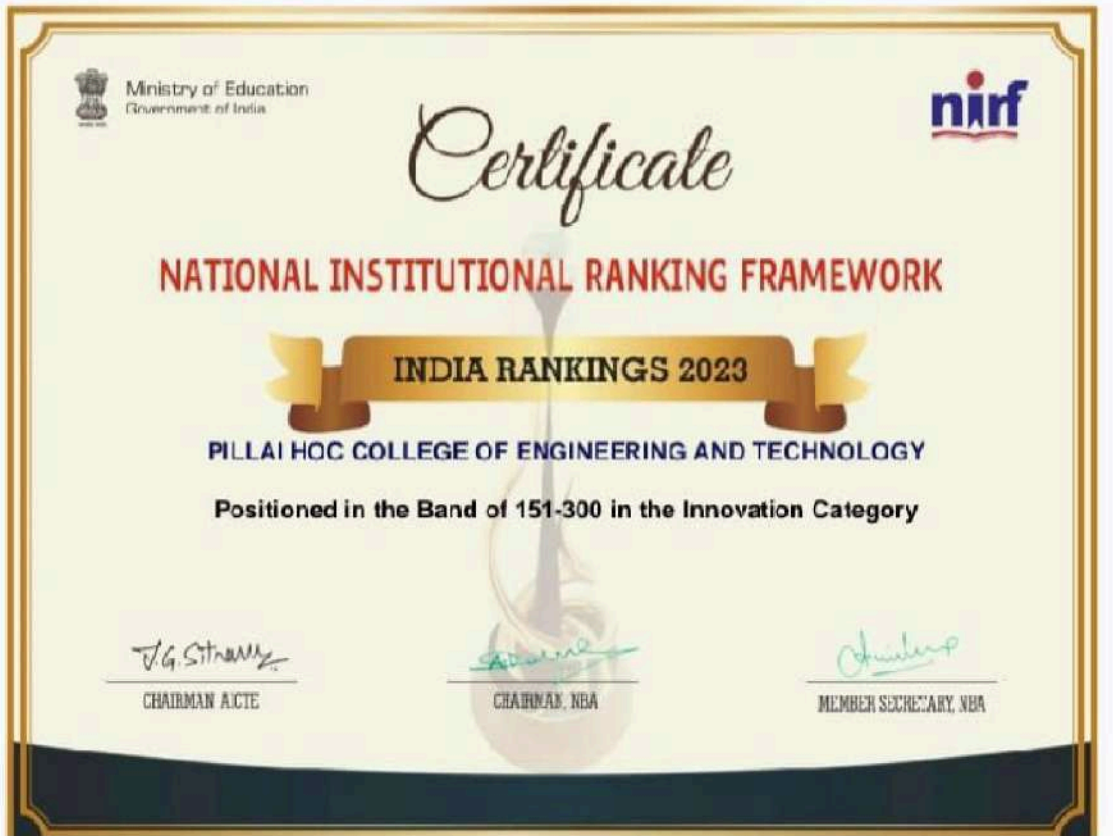 Ministry of Education
Government of India
nirf
Certificate
NATIONAL INSTITUTIONAL RANKING FRAMEWORK
INDIA RANKINGS 2023
PILLAI HOC COLLEGE OF ENGINEERING AND TECHNOLOGY
Positioned in the Band of 151-300 in the Innovation Category
CHAIRMAN AICTE
CHAIRMAN, NBA
MEMBER SECRETARY, NBA